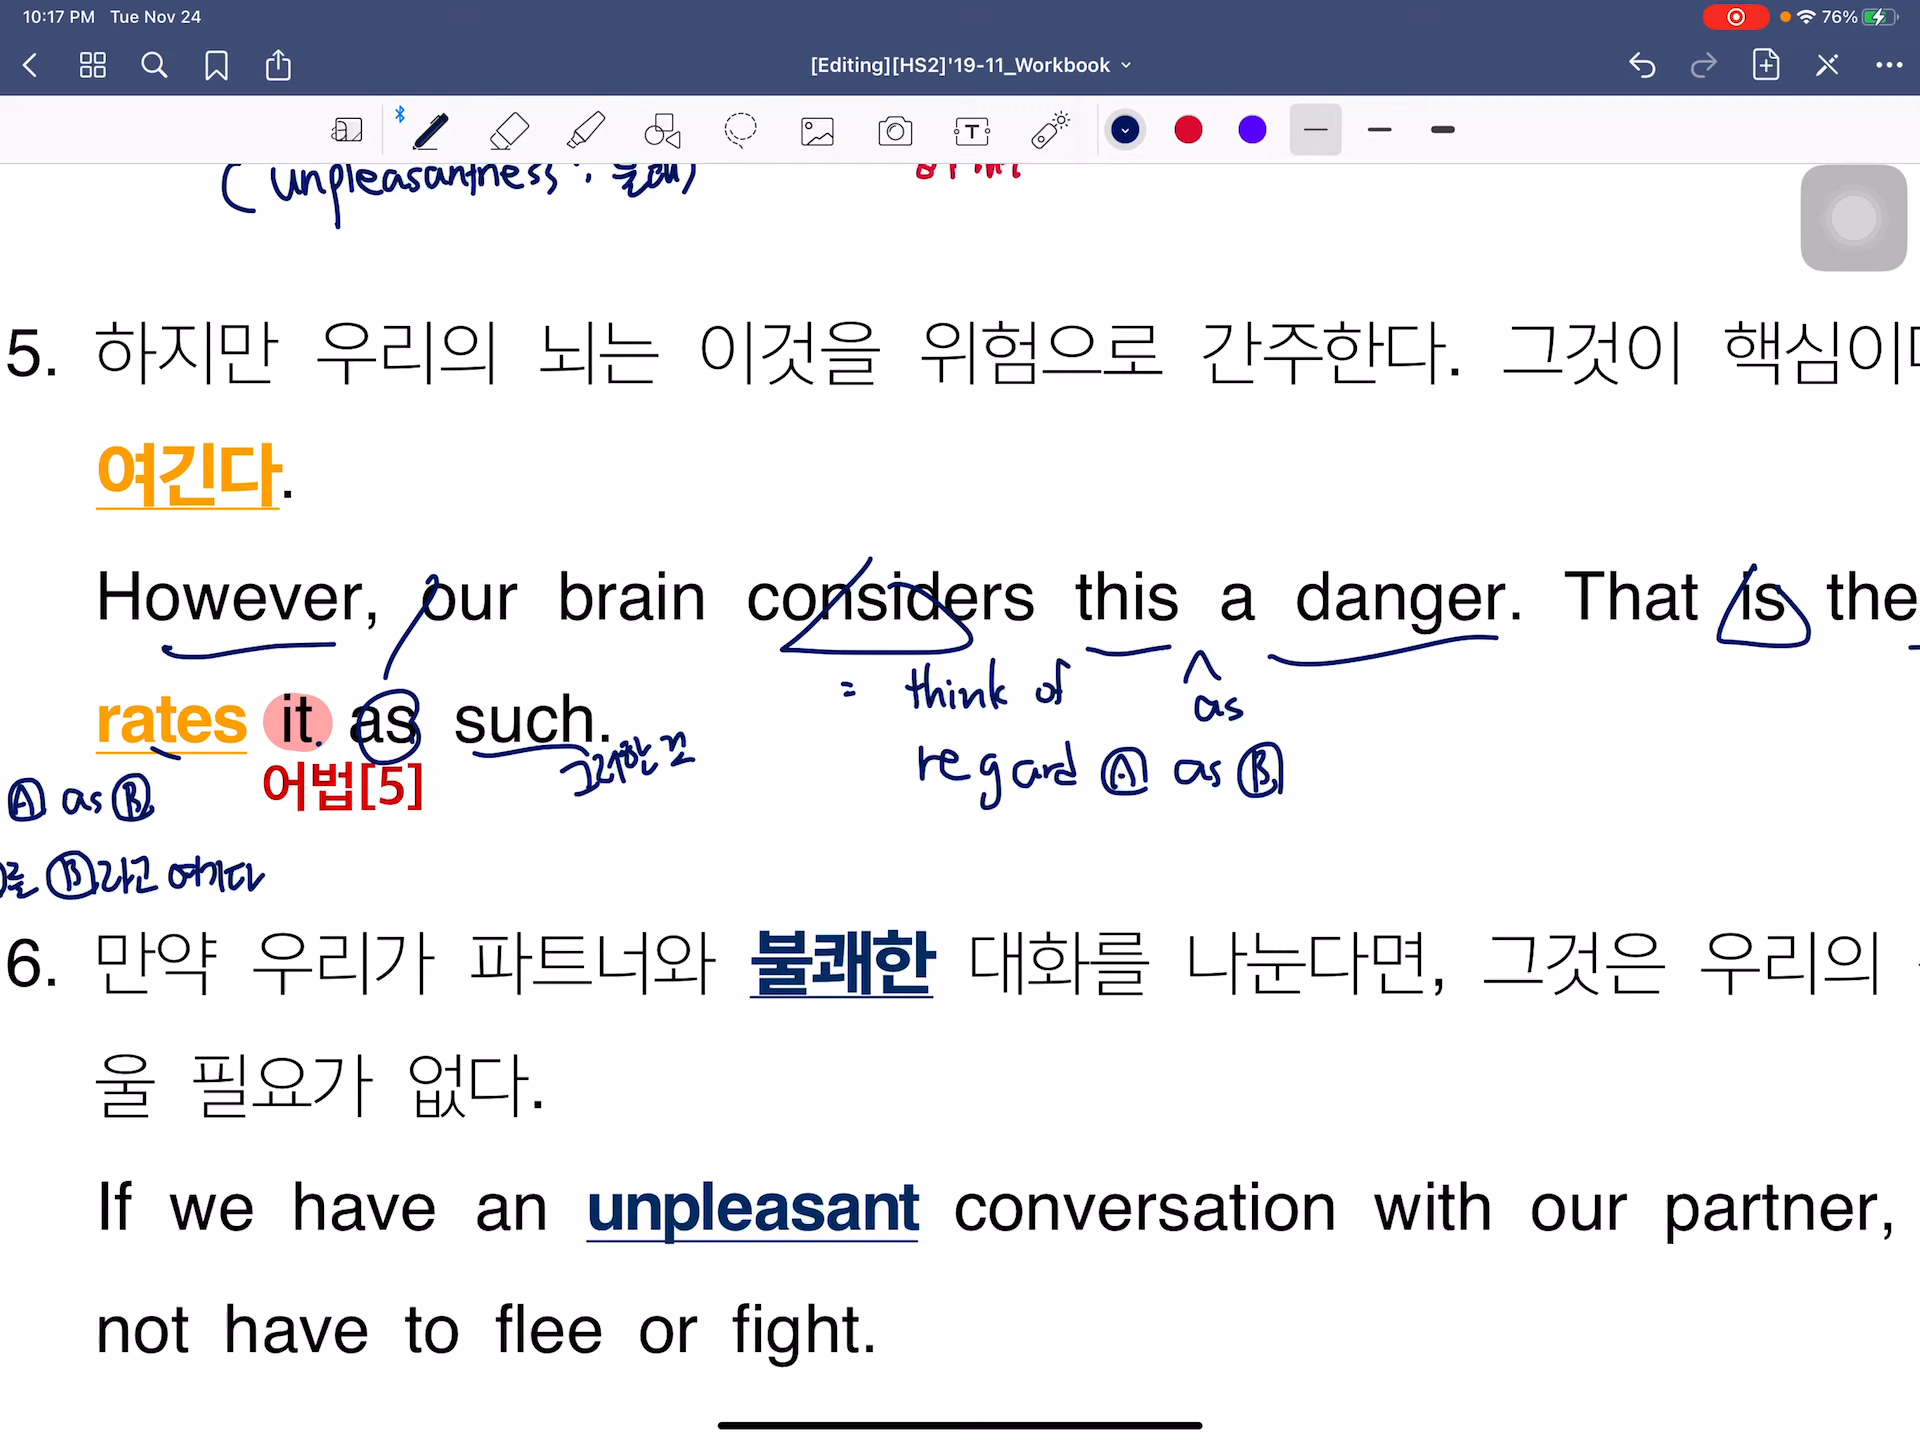 10:17 PM Tue Nov 24
76%
[Editing][HS2]'19-11_Workbook
T
( unpleasantness :
5. 하지만 우리의 뇌는 이것을 위험으로 간주한다. 그것이 핵심이
여긴다.
However, our brain considers this a danger. That is the
= think of as
rates it as such.
그러한 것
regard Ⓐ as Ⓑ
어법[5]
Ⓐ as Ⓑ
를 Ⓑ라고 여기다
6. 만약 우리가 파트너와 불쾌한 대화를 나눈다면, 그것은 우리의
울 필요가 없다.
If we have an unpleasant conversation with our partner,
not have to flee or fight.